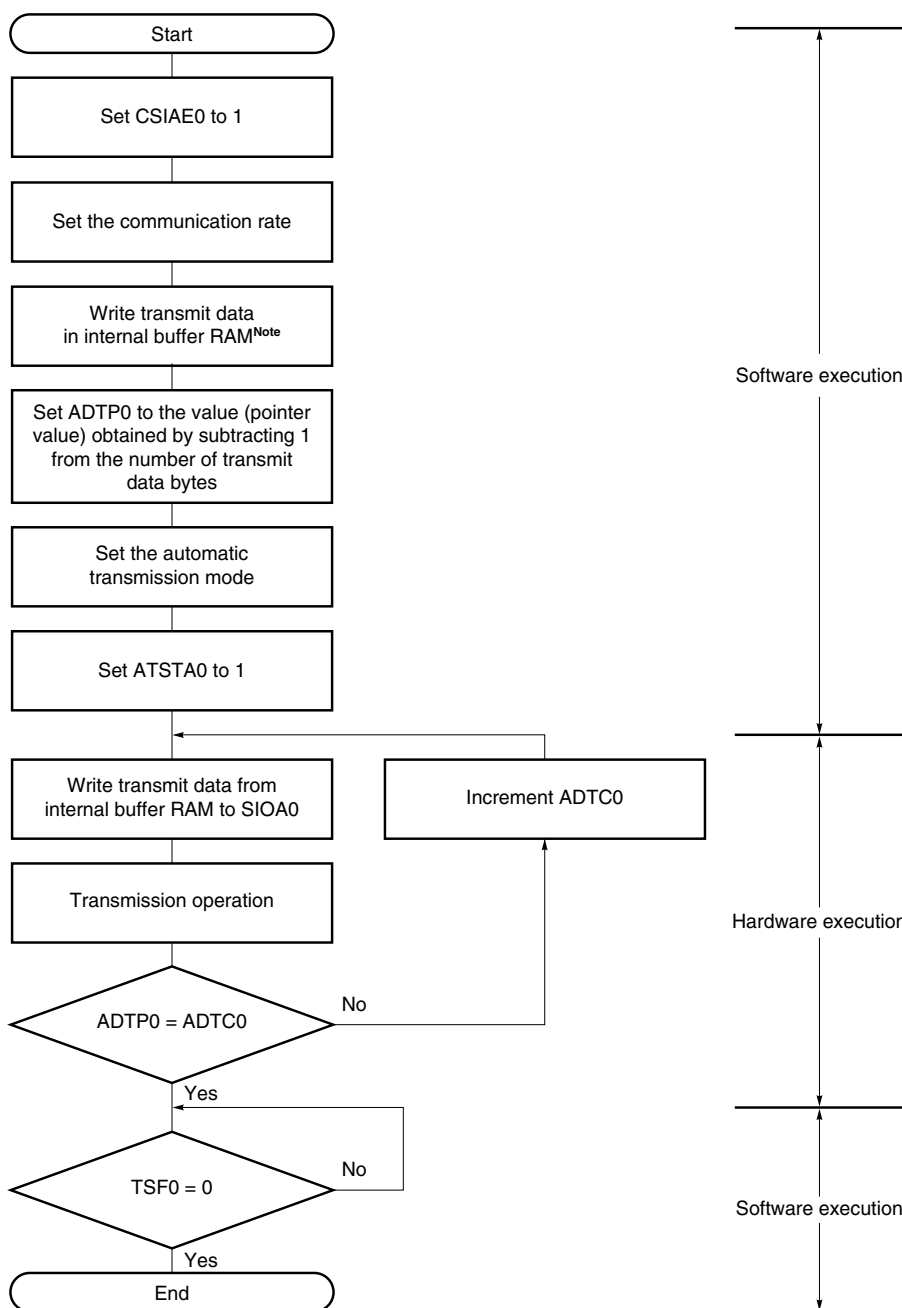 Start
Set CSIAE0 to 1
Set the communication rate
Write transmit data
in internal buffer RAMNote
Set ADTP0 to the value (pointer
value) obtained by subtracting 1
from the number of transmit
data bytes
Software execution
Set the automatic
transmission mode
Set ATSTA0 to 1
Write transmit data from
internal buffer RAM to SIOA0
Increment ADTC0
Transmission operation
Hardware execution
ADTP0 = ADTC0
No
Yes
TSF0 = 0
No
Software execution
Yes
End